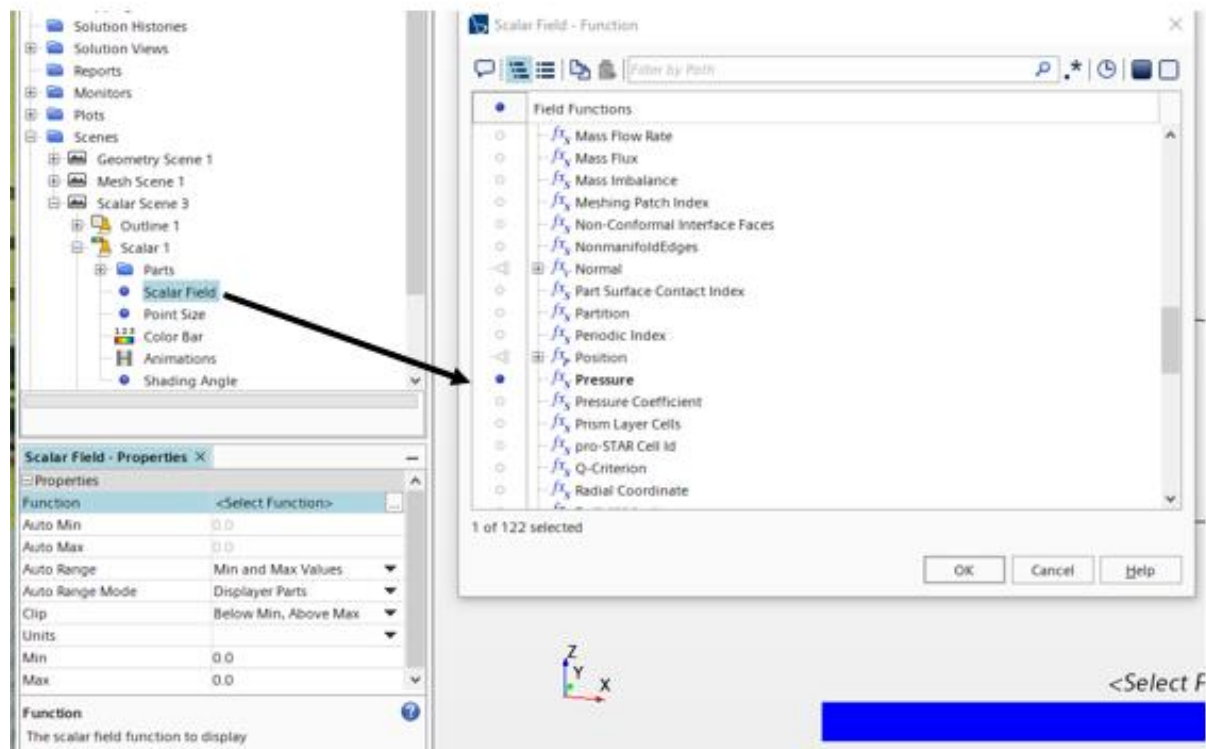 Solution Histories
Solution Views
Reports
Monitors
Plots
Scenes
Geometry Scene 1
Mesh Scene 1
Scalar Scene 3
Outline 1
Scalar 1
Parts
Scalar Field
Point Size
Color Bar
Animations
Shading Angle
Scalar Field - Properties ×
Properties
Function <Select Function> ...
Auto Min 0.0
Auto Max 0.0
Auto Range Min and Max Values
Auto Range Mode Displayer Parts
Clip Below Min, Above Max
Units
Min 0.0
Max 0.0
Function
The scalar field function to display
Scalar Field - Function
Filter by Path .*
Field Functions
Mass Flow Rate
Mass Flux
Mass Imbalance
Meshing Patch Index
Non-Conformal Interface Faces
NonmanifoldEdges
Normal
Part Surface Contact Index
Partition
Periodic Index
Position
Pressure
Pressure Coefficient
Prism Layer Cells
pro-STAR Cell Id
Q-Criterion
Radial Coordinate
1 of 122 selected
OK Cancel Help
Z
Y
X
<Select F